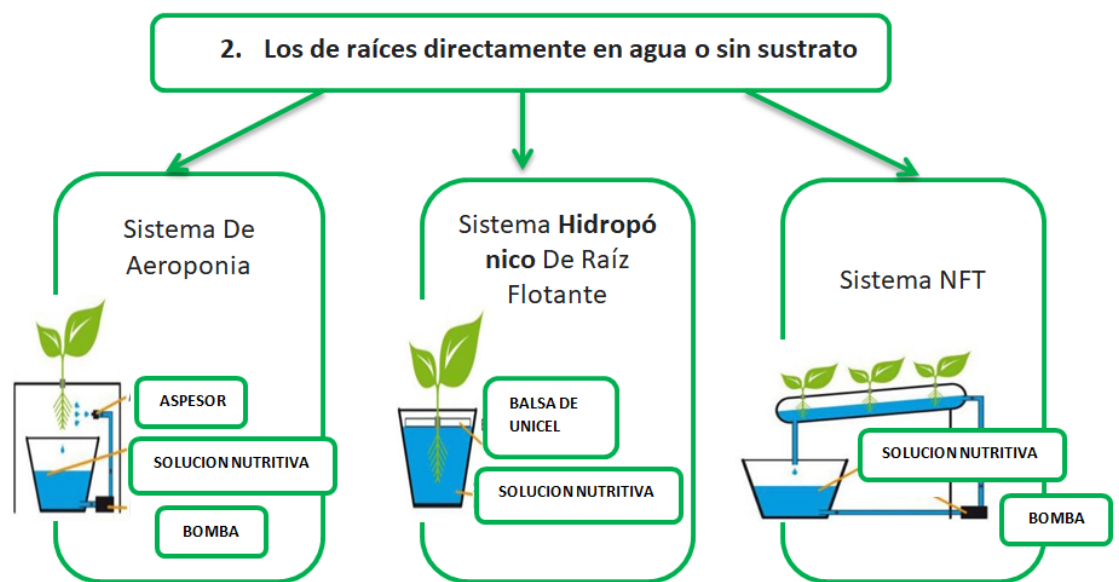 2. Los de raíces directamente en agua o sin sustrato
Sistema De
Aeroponia
ASPESOR
SOLUCION NUTRITIVA
BOMBA
Sistema Hidropó
nico De Raíz
Flotante
BALSA DE
UNICEL
SOLUCION NUTRITIVA
Sistema NFT
SOLUCION NUTRITIVA
BOMBA